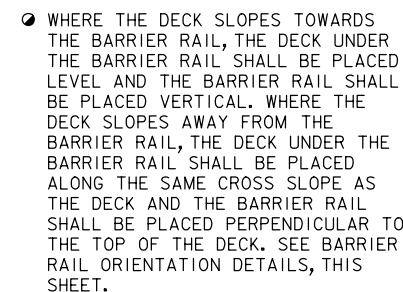 WHERE THE DECK SLOPES TOWARDS
THE BARRIER RAIL, THE DECK UNDER
THE BARRIER RAIL SHALL BE PLACED
LEVEL AND THE BARRIER RAIL SHALL
BE PLACED VERTICAL. WHERE THE
DECK SLOPES AWAY FROM THE
BARRIER RAIL, THE DECK UNDER THE
BARRIER RAIL SHALL BE PLACED
ALONG THE SAME CROSS SLOPE AS
THE DECK AND THE BARRIER RAIL
SHALL BE PLACED PERPENDICULAR TO
THE TOP OF THE DECK. SEE BARRIER
RAIL ORIENTATION DETAILS, THIS
SHEET.